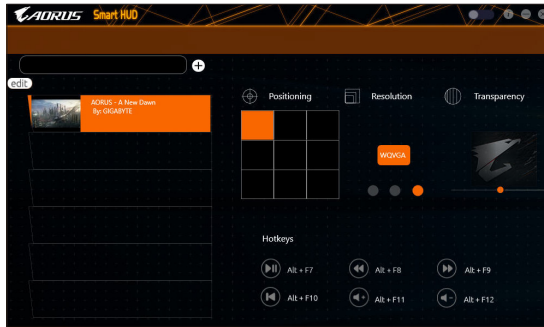 AORUS Smart HUD
edit
AORUS - A New Dawn
By: GIGABYTE
Positioning
Resolution
Transparency
WQVGA
Hotkeys
Alt + F7
Alt + F8
Alt + F9
Alt + F10
Alt + F11
Alt + F12